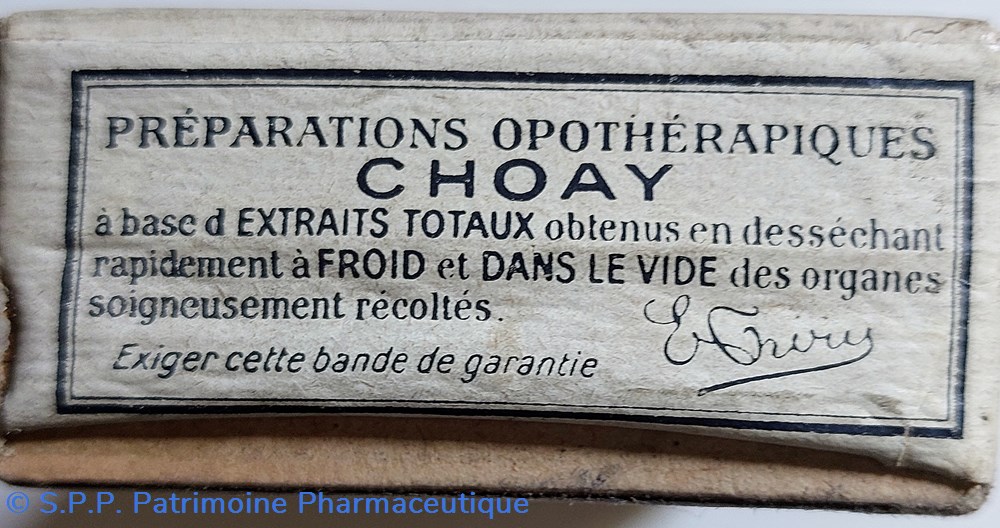 PRÉPARATIONS OPOTHÉRAPIQUES
CHOAY
à base d EXTRAITS TOTAUX obtenus en desséchant
rapidement à FROID et DANS LE VIDE des organes
soigneusement récoltés.
Exiger cette bande de garantie
© S.P.P. Patrimoine Pharmaceutique